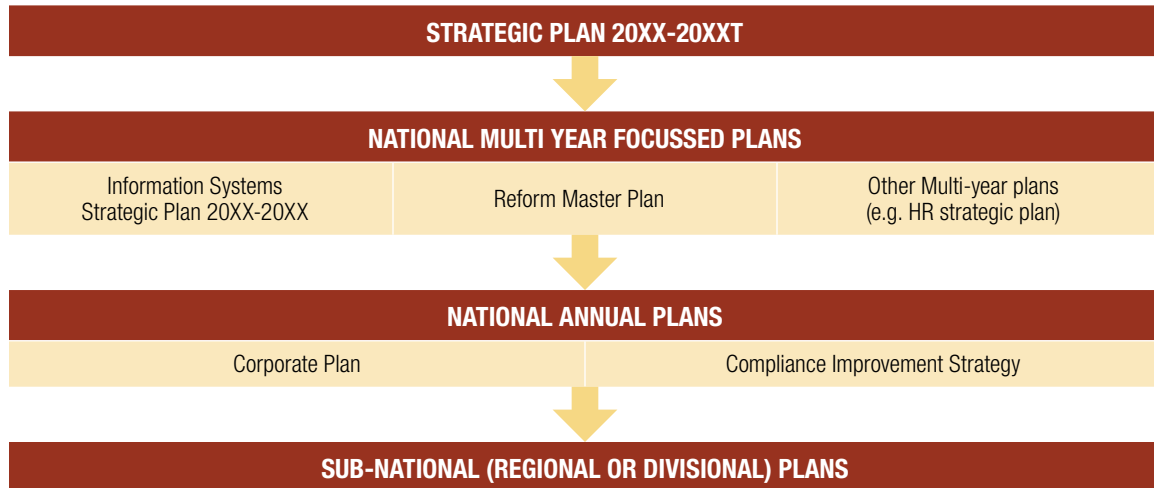 STRATEGIC PLAN 20XX-20XXT
NATIONAL MULTI YEAR FOCUSSED PLANS
Information Systems
Strategic Plan 20XX-20XX
Reform Master Plan
Other Multi-year plans
(e.g. HR strategic plan)
NATIONAL ANNUAL PLANS
Corporate Plan
Compliance Improvement Strategy
SUB-NATIONAL (REGIONAL OR DIVISIONAL) PLANS